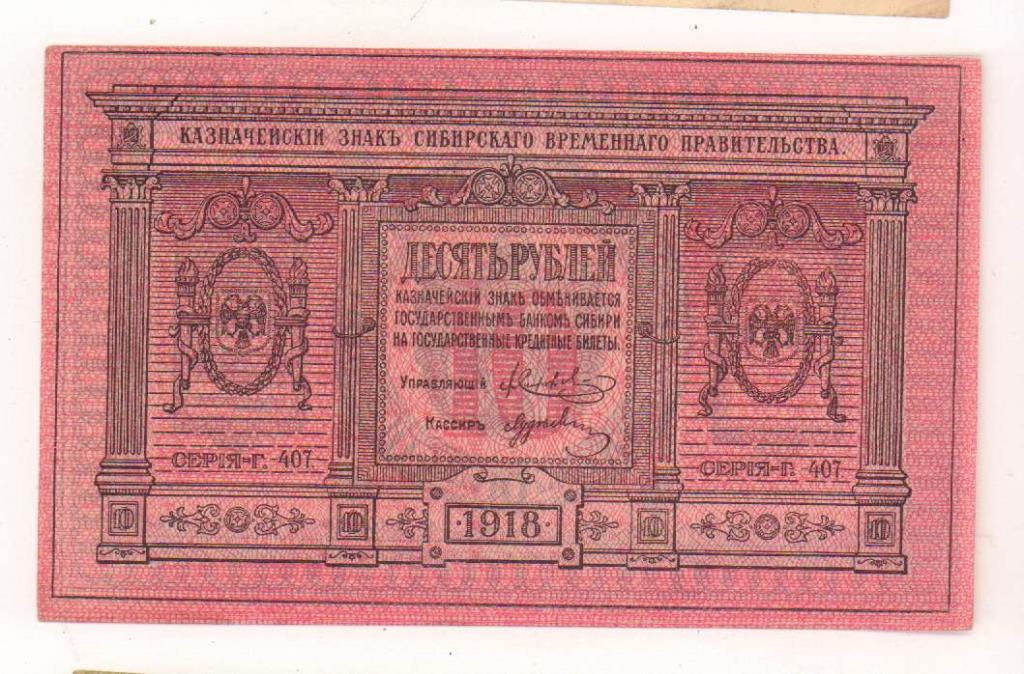 КАЗНАЧЕЙСКІЙ ЗНАКЪ СИБИРСКАГО ВРЕМЕННАГО ПРАВИТЕЛЬСТВА.
ДЕСЯТЬ РУБЛЕЙ
КАЗНАЧЕЙСКІЙ ЗНАКЪ ОБМѢНИВАЕТСЯ
ГОСУДАРСТВЕННЫМЪ БАНКОМЪ СИБИРИ
НА ГОСУДАРСТВЕННЫЕ КРЕДИТНЫЕ БИЛЕТЫ.
10
УПРАВЛЯЮЩІЙ
КАССИРЪ
СЕРІЯ-Г.-407.
СЕРІЯ-Г. 407.
10
10
·1918·
10
10